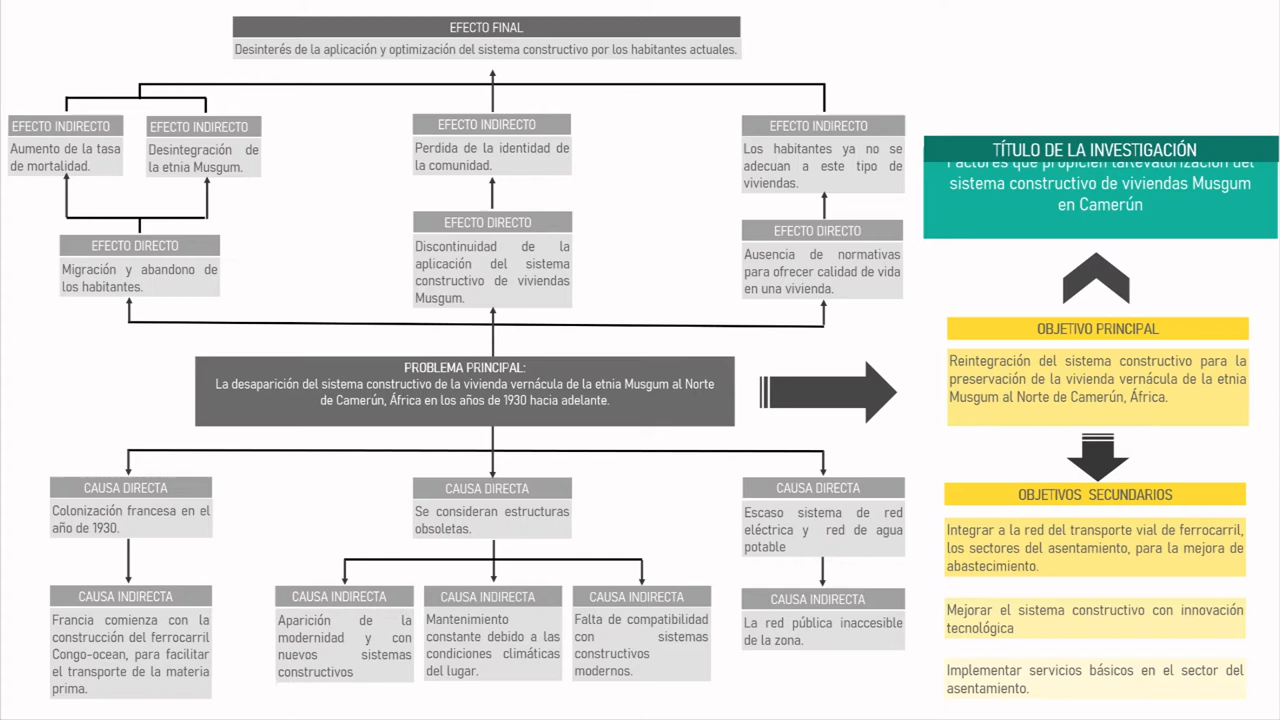 EFECTO FINAL
Desinterés de la aplicación y optimización del sistema constructivo por los habitantes actuales.
EFECTO INDIRECTO
Aumento de la tasa
de mortalidad.
EFECTO INDIRECTO
Desintegración de
la etnia Musgum.
EFECTO INDIRECTO
Perdida de la identidad de
la comunidad.
EFECTO INDIRECTO
Los habitantes ya no se
adecuan a este tipo de
viviendas.
EFECTO DIRECTO
Migración y abandono de
los habitantes.
EFECTO DIRECTO
Discontinuidad de la
aplicación del sistema
constructivo de viviendas
Musgum.
EFECTO DIRECTO
Ausencia de normativas
para ofrecer calidad de vida
en una vivienda.
PROBLEMA PRINCIPAL:
La desaparición del sistema constructivo de la vivienda vernácula de la etnia Musgum al Norte
de Camerún, África en los años de 1930 hacia adelante.
CAUSA DIRECTA
Colonización francesa en el
año de 1930.
CAUSA DIRECTA
Se consideran estructuras
obsoletas.
CAUSA DIRECTA
Escaso sistema de red
eléctrica y red de agua
potable
CAUSA INDIRECTA
Francia comienza con la
construcción del ferrocarril
Congo-ocean, para facilitar
el transporte de la materia
prima.
CAUSA INDIRECTA
Aparición de la
modernidad y con
nuevos sistemas
constructivos
CAUSA INDIRECTA
Mantenimiento
constante debido a las
condiciones climáticas
del lugar.
CAUSA INDIRECTA
Falta de compatibilidad
con sistemas
constructivos
modernos.
CAUSA INDIRECTA
La red pública inaccesible
de la zona.
TÍTULO DE LA INVESTIGACIÓN
Factores que propicien laRevalorización del
sistema constructivo de viviendas Musgum
en Camerún
OBJETIVO PRINCIPAL
Reintegración del sistema constructivo para la
preservación de la vivienda vernácula de la etnia
Musgum al Norte de Camerún, África.
OBJETIVOS SECUNDARIOS
Integrar a la red del transporte vial de ferrocarril,
los sectores del asentamiento, para la mejora de
abastecimiento.
Mejorar el sistema constructivo con innovación
tecnológica
Implementar servicios básicos en el sector del
asentamiento.